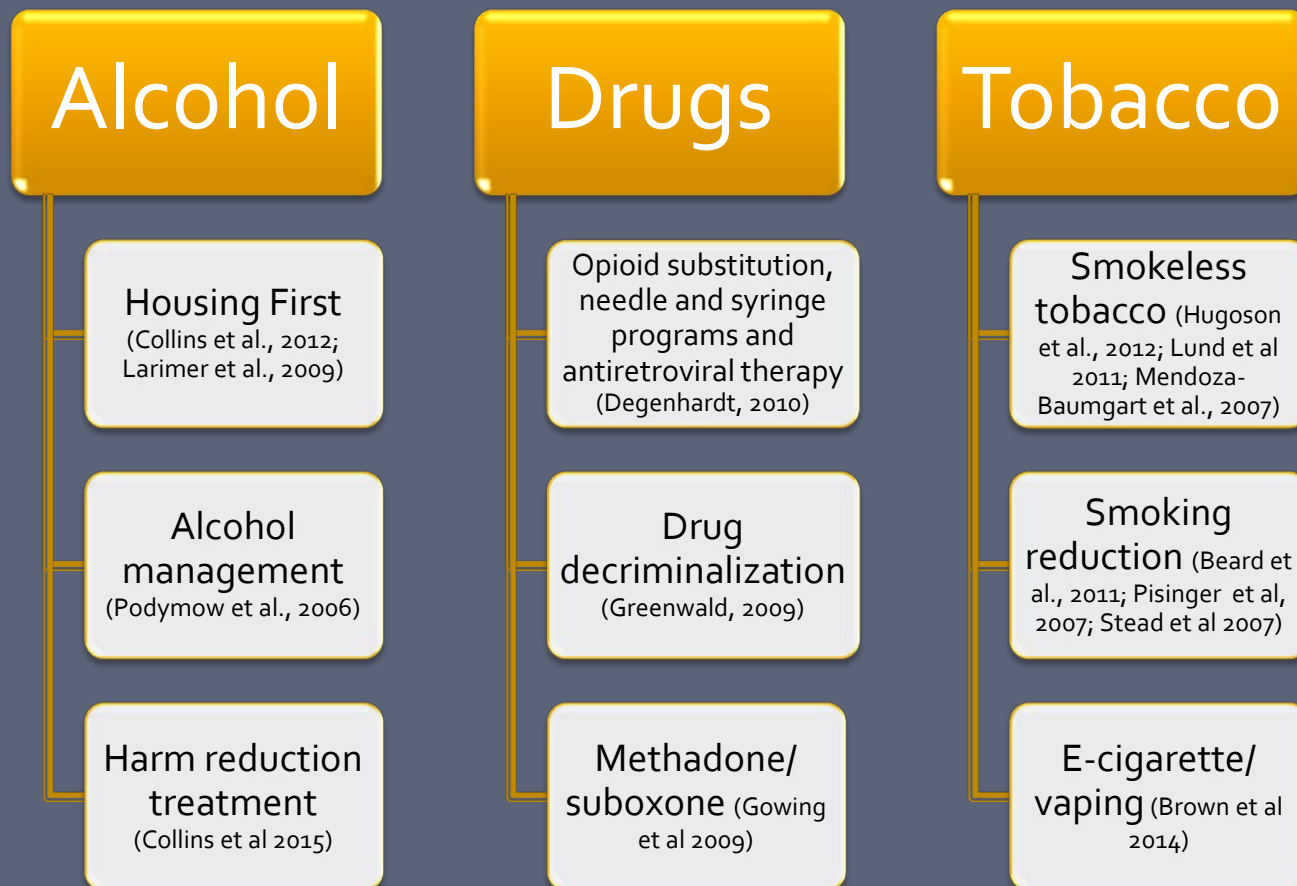 Alcohol
Housing First
(Collins et al., 2012;
Larimer et al., 2009)
Alcohol
management
(Podymow et al., 2006)
Harm reduction
treatment
(Collins et al 2015)
Drugs
Opioid substitution,
needle and syringe
programs and
antiretroviral therapy
(Degenhardt, 2010)
Drug
decriminalization
(Greenwald, 2009)
Methadone/
suboxone (Gowing
et al 2009)
Tobacco
Smokeless
tobacco (Hugoson
et al., 2012; Lund et al
2011; Mendoza-
Baumgart et al., 2007)
Smoking
reduction (Beard et
al., 2011; Pisinger et al,
2007; Stead et al 2007)
E-cigarette/
vaping (Brown et al
2014)